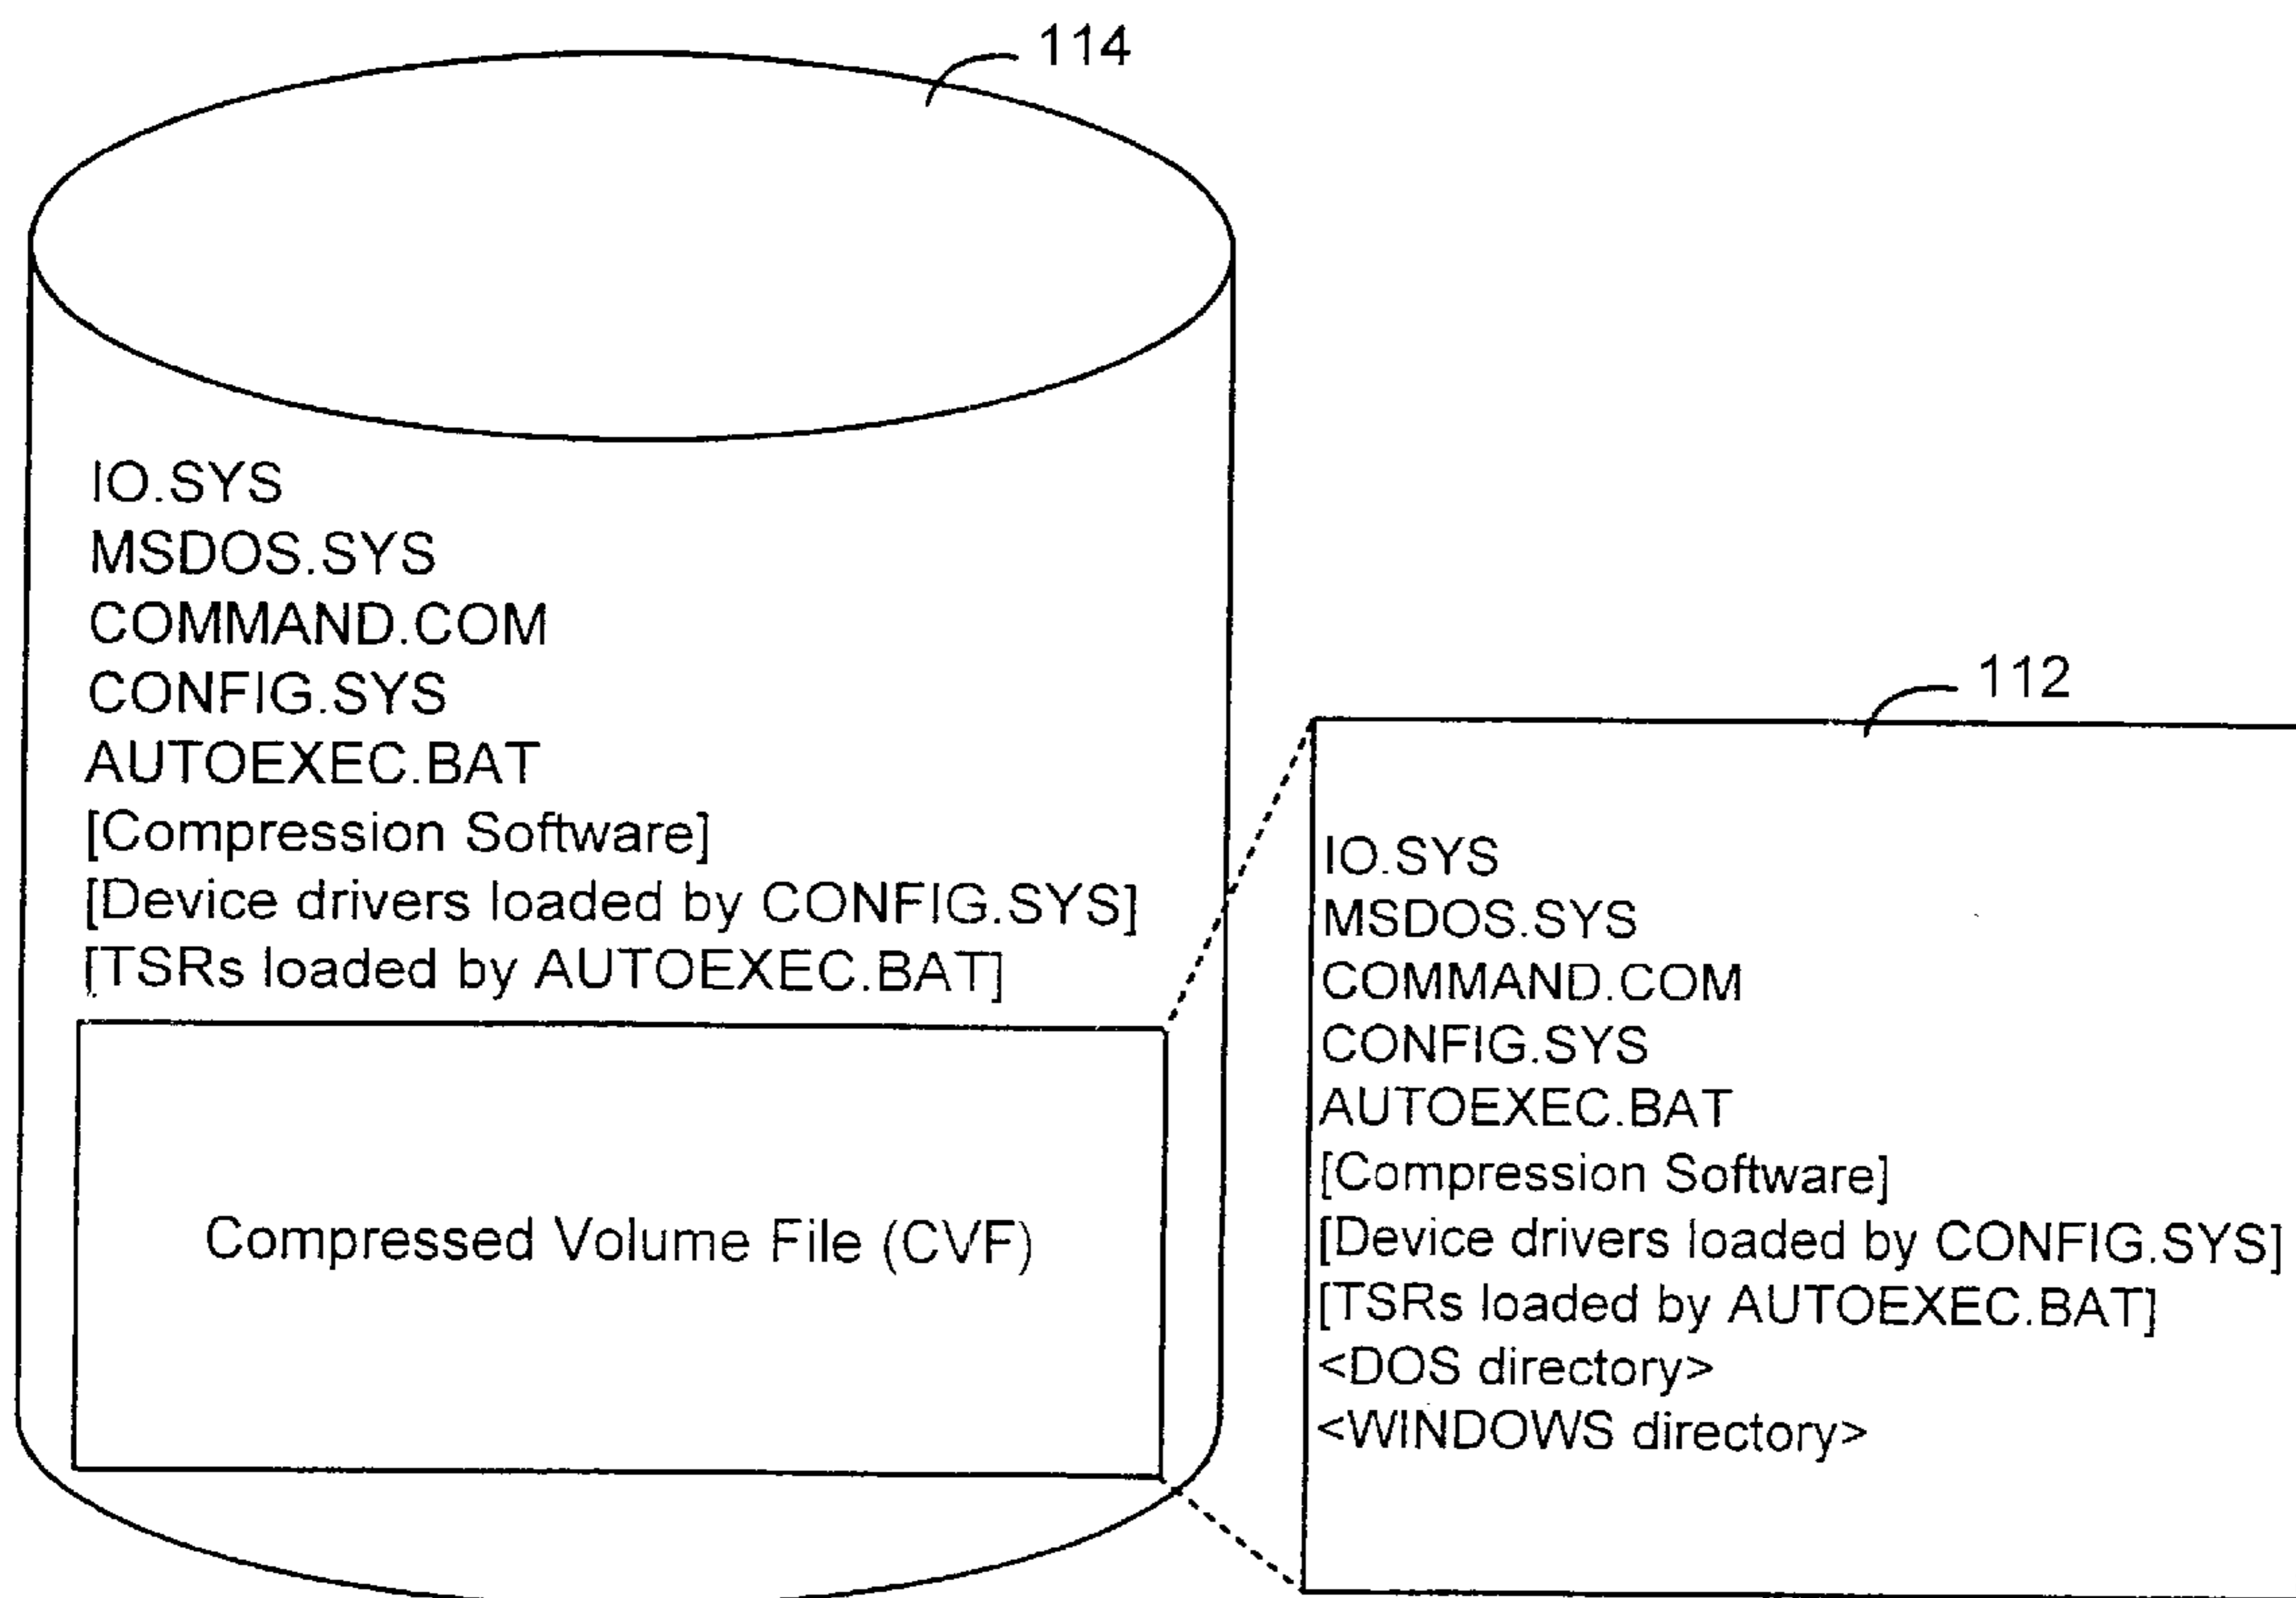 114
IO.SYS
MSDOS.SYS
COMMAND.COM
CONFIG.SYS
AUTOEXEC.BAT
[Compression Software]
[Device drivers loaded by CONFIG.SYS]
[TSRs loaded by AUTOEXEC.BAT]
Compressed Volume File (CVF)
112
IO.SYS
MSDOS.SYS
COMMAND.COM
CONFIG.SYS
AUTOEXEC.BAT
[Compression Software]
[Device drivers loaded by CONFIG.SYS]
[TSRs loaded by AUTOEXEC.BAT]
<DOS directory>
<WINDOWS directory>